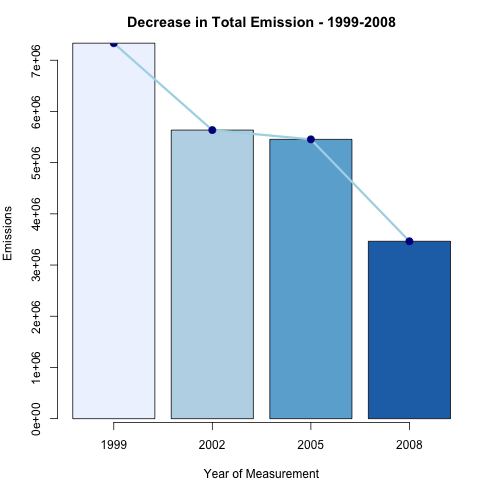 Decrease in Total Emission - 1999-2008
Emissions
7e+06
6e+06
5e+06
4e+06
3e+06
2e+06
1e+06
0e+00
1999 2002 2005 2008
Year of Measurement